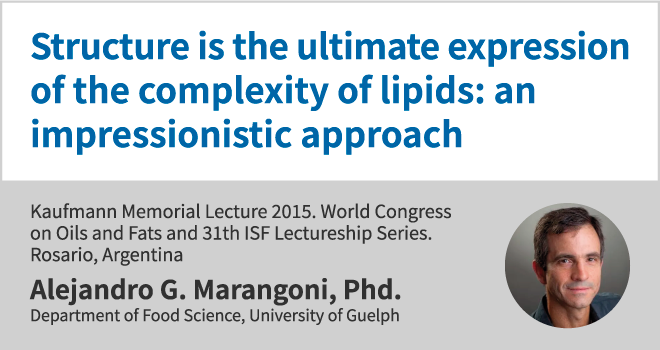 Structure is the ultimate expression
of the complexity of lipids: an
impressionistic approach
Kaufmann Memorial Lecture 2015. World Congress
on Oils and Fats and 31th ISF Lectureship Series.
Rosario, Argentina
Alejandro G. Marangoni, Phd.
Department of Food Science, University of Guelph